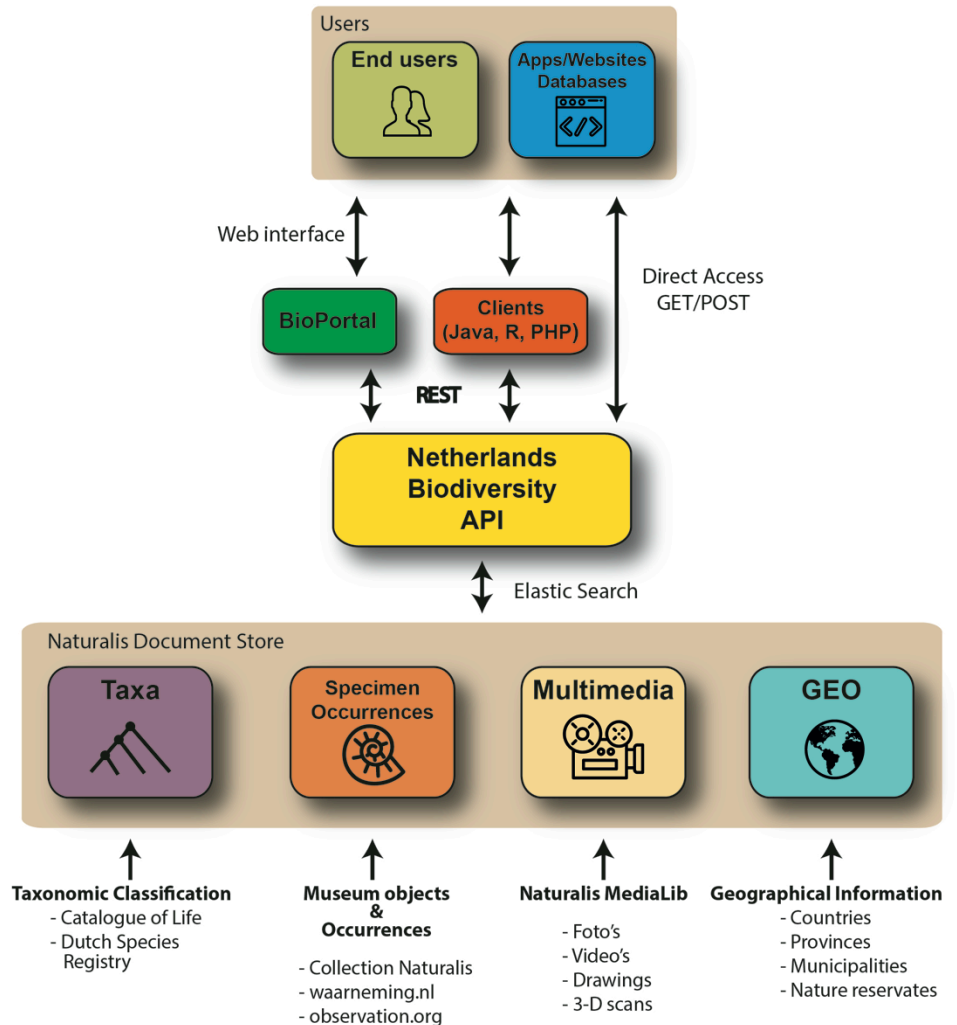 Users
End users
Apps/Websites
Databases
</>
Web interface
Direct Access
GET/POST
BioPortal
Clients
(Java, R, PHP)
REST
Netherlands
Biodiversity
API
Elastic Search
Naturalis Document Store
Taxa
Specimen
Occurrences
Multimedia
GEO
Taxonomic Classification
- Catalogue of Life
- Dutch Species
Registry
Museum objects
&
Occurrences
- Collection Naturalis
- waarneming.nl
- observation.org
Naturalis MediaLib
- Foto's
- Video's
- Drawings
- 3-D scans
Geographical Information
- Countries
- Provinces
- Municipalities
- Nature reservates